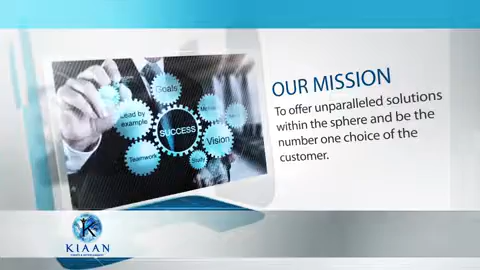 OUR MISSION
To offer unparalleled solutions
within the sphere and be the
number one choice of the
customer.
Goals
Lead by
example
SUCCESS
Vision
Teamwork
Study
K
KIAAN